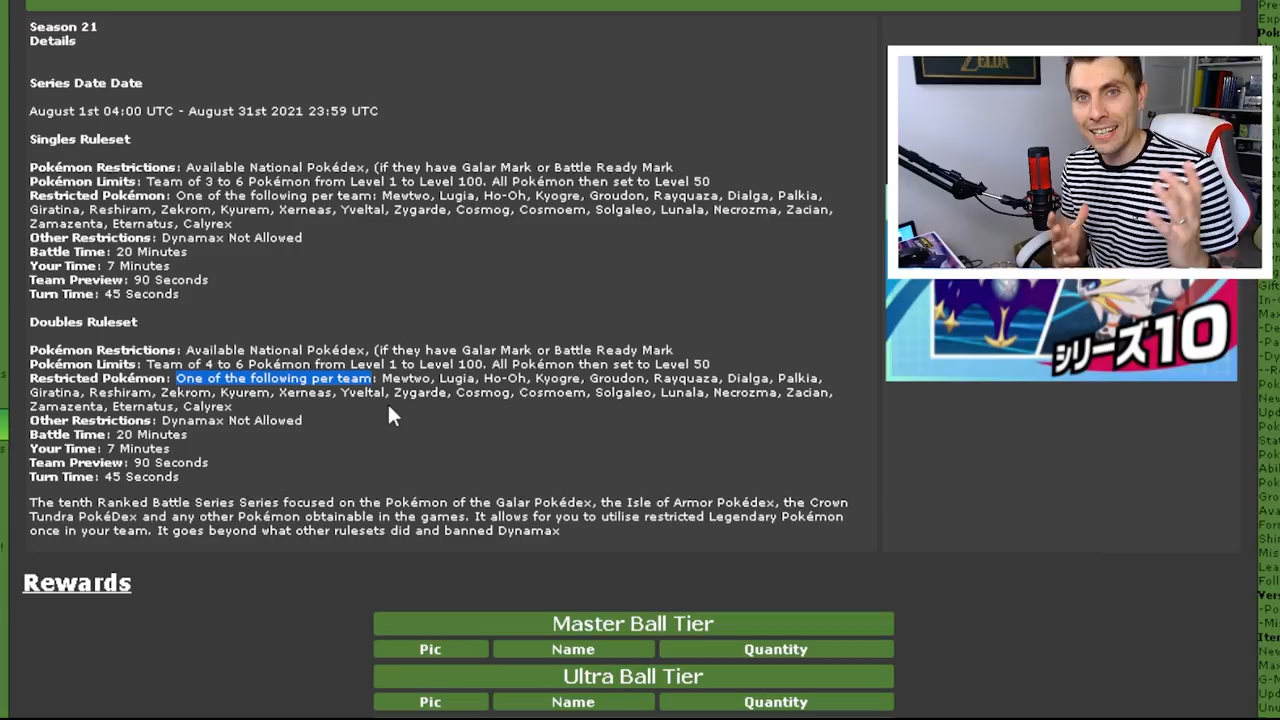 Season 21
Details
Series Date Date
August 1st 04:00 UTC - August 31st 2021 23:59 UTC
Singles Ruleset
Pokémon Restrictions: Available National Pokédex, (if they have Galar Mark or Battle Ready Mark
Pokémon Limits: Team of 3 to 6 Pokémon from Level 1 to Level 100. All Pokémon then set to Level 50
Restricted Pokémon: One of the following per team: Mewtwo, Lugia, Ho-Oh, Kyogre, Groudon, Rayquaza, Dialga, Palkia,
Giratina, Reshiram, Zekrom, Kyurem, Xerneas, Yveltal, Zygarde, Cosmog, Cosmoem, Solgaleo, Lunala, Necrozma, Zacian,
Zamazenta, Eternatus, Calyrex
Other Restrictions: Dynamax Not Allowed
Battle Time: 20 Minutes
Your Time: 7 Minutes
Team Preview: 90 Seconds
Turn Time: 45 Seconds
Doubles Ruleset
Pokémon Restrictions: Available National Pokédex, (if they have Galar Mark or Battle Ready Mark
Pokémon Limits: Team of 4 to 6 Pokémon from Level 1 to Level 100. All Pokémon then set to Level 50
Restricted Pokémon: One of the following per team: Mewtwo, Lugia, Ho-Oh, Kyogre, Groudon, Rayquaza, Dialga, Palkia,
Giratina, Reshiram, Zekrom, Kyurem, Xerneas, Yveltal, Zygarde, Cosmog, Cosmoem, Solgaleo, Lunala, Necrozma, Zacian,
Zamazenta, Eternatus, Calyrex
Other Restrictions: Dynamax Not Allowed
Battle Time: 20 Minutes
Your Time: 7 Minutes
Team Preview: 90 Seconds
Turn Time: 45 Seconds
The tenth Ranked Battle Series Series focused on the Pokémon of the Galar Pokédex, the Isle of Armor Pokédex, the Crown
Tundra PokéDex and any other Pokémon obtainable in the games. It allows for you to utilise restricted Legendary Pokémon
once in your team. It goes beyond what other rulesets did and banned Dynamax
ZELDA
シリーズ10
Rewards
Master Ball Tier
Pic Name Quantity
Ultra Ball Tier
Pic Name Quantity